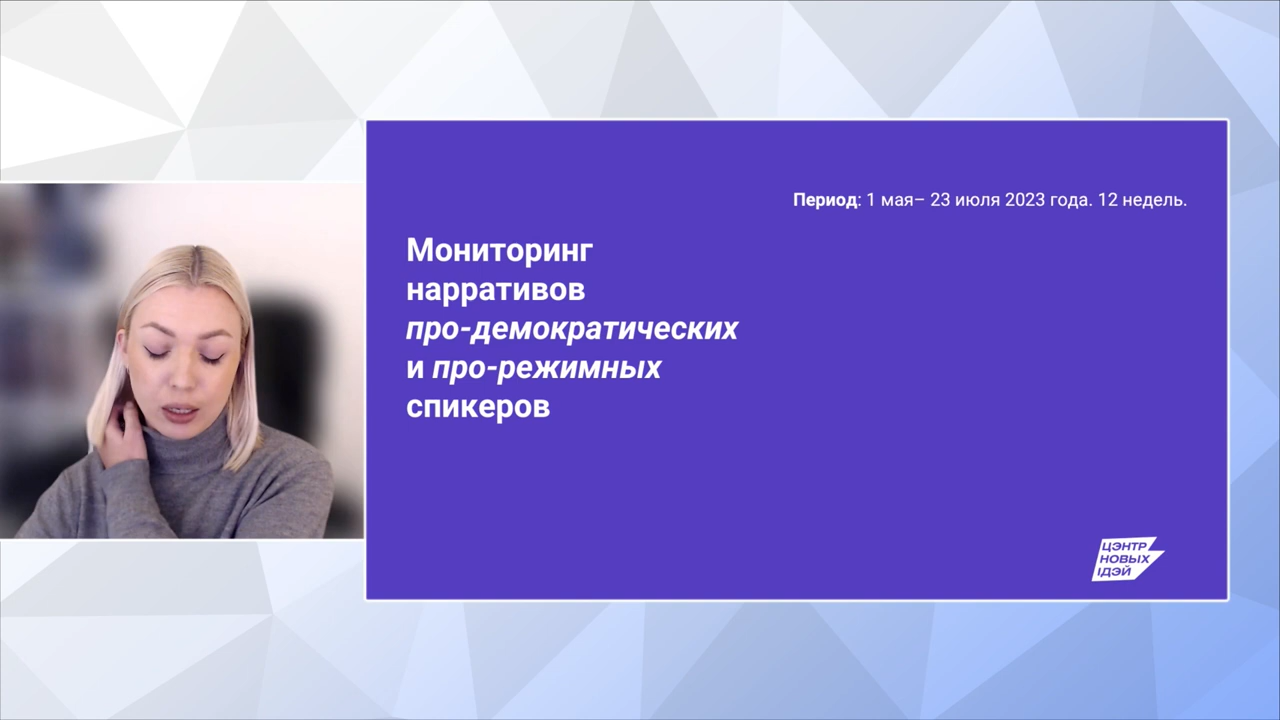 Период: 1 мая– 23 июля 2023 года. 12 недель.
Мониторинг
нарративов
про-демократических
и про-режимных
спикеров
ЦЭНТР
НОВЫХ
ІДЭЙ